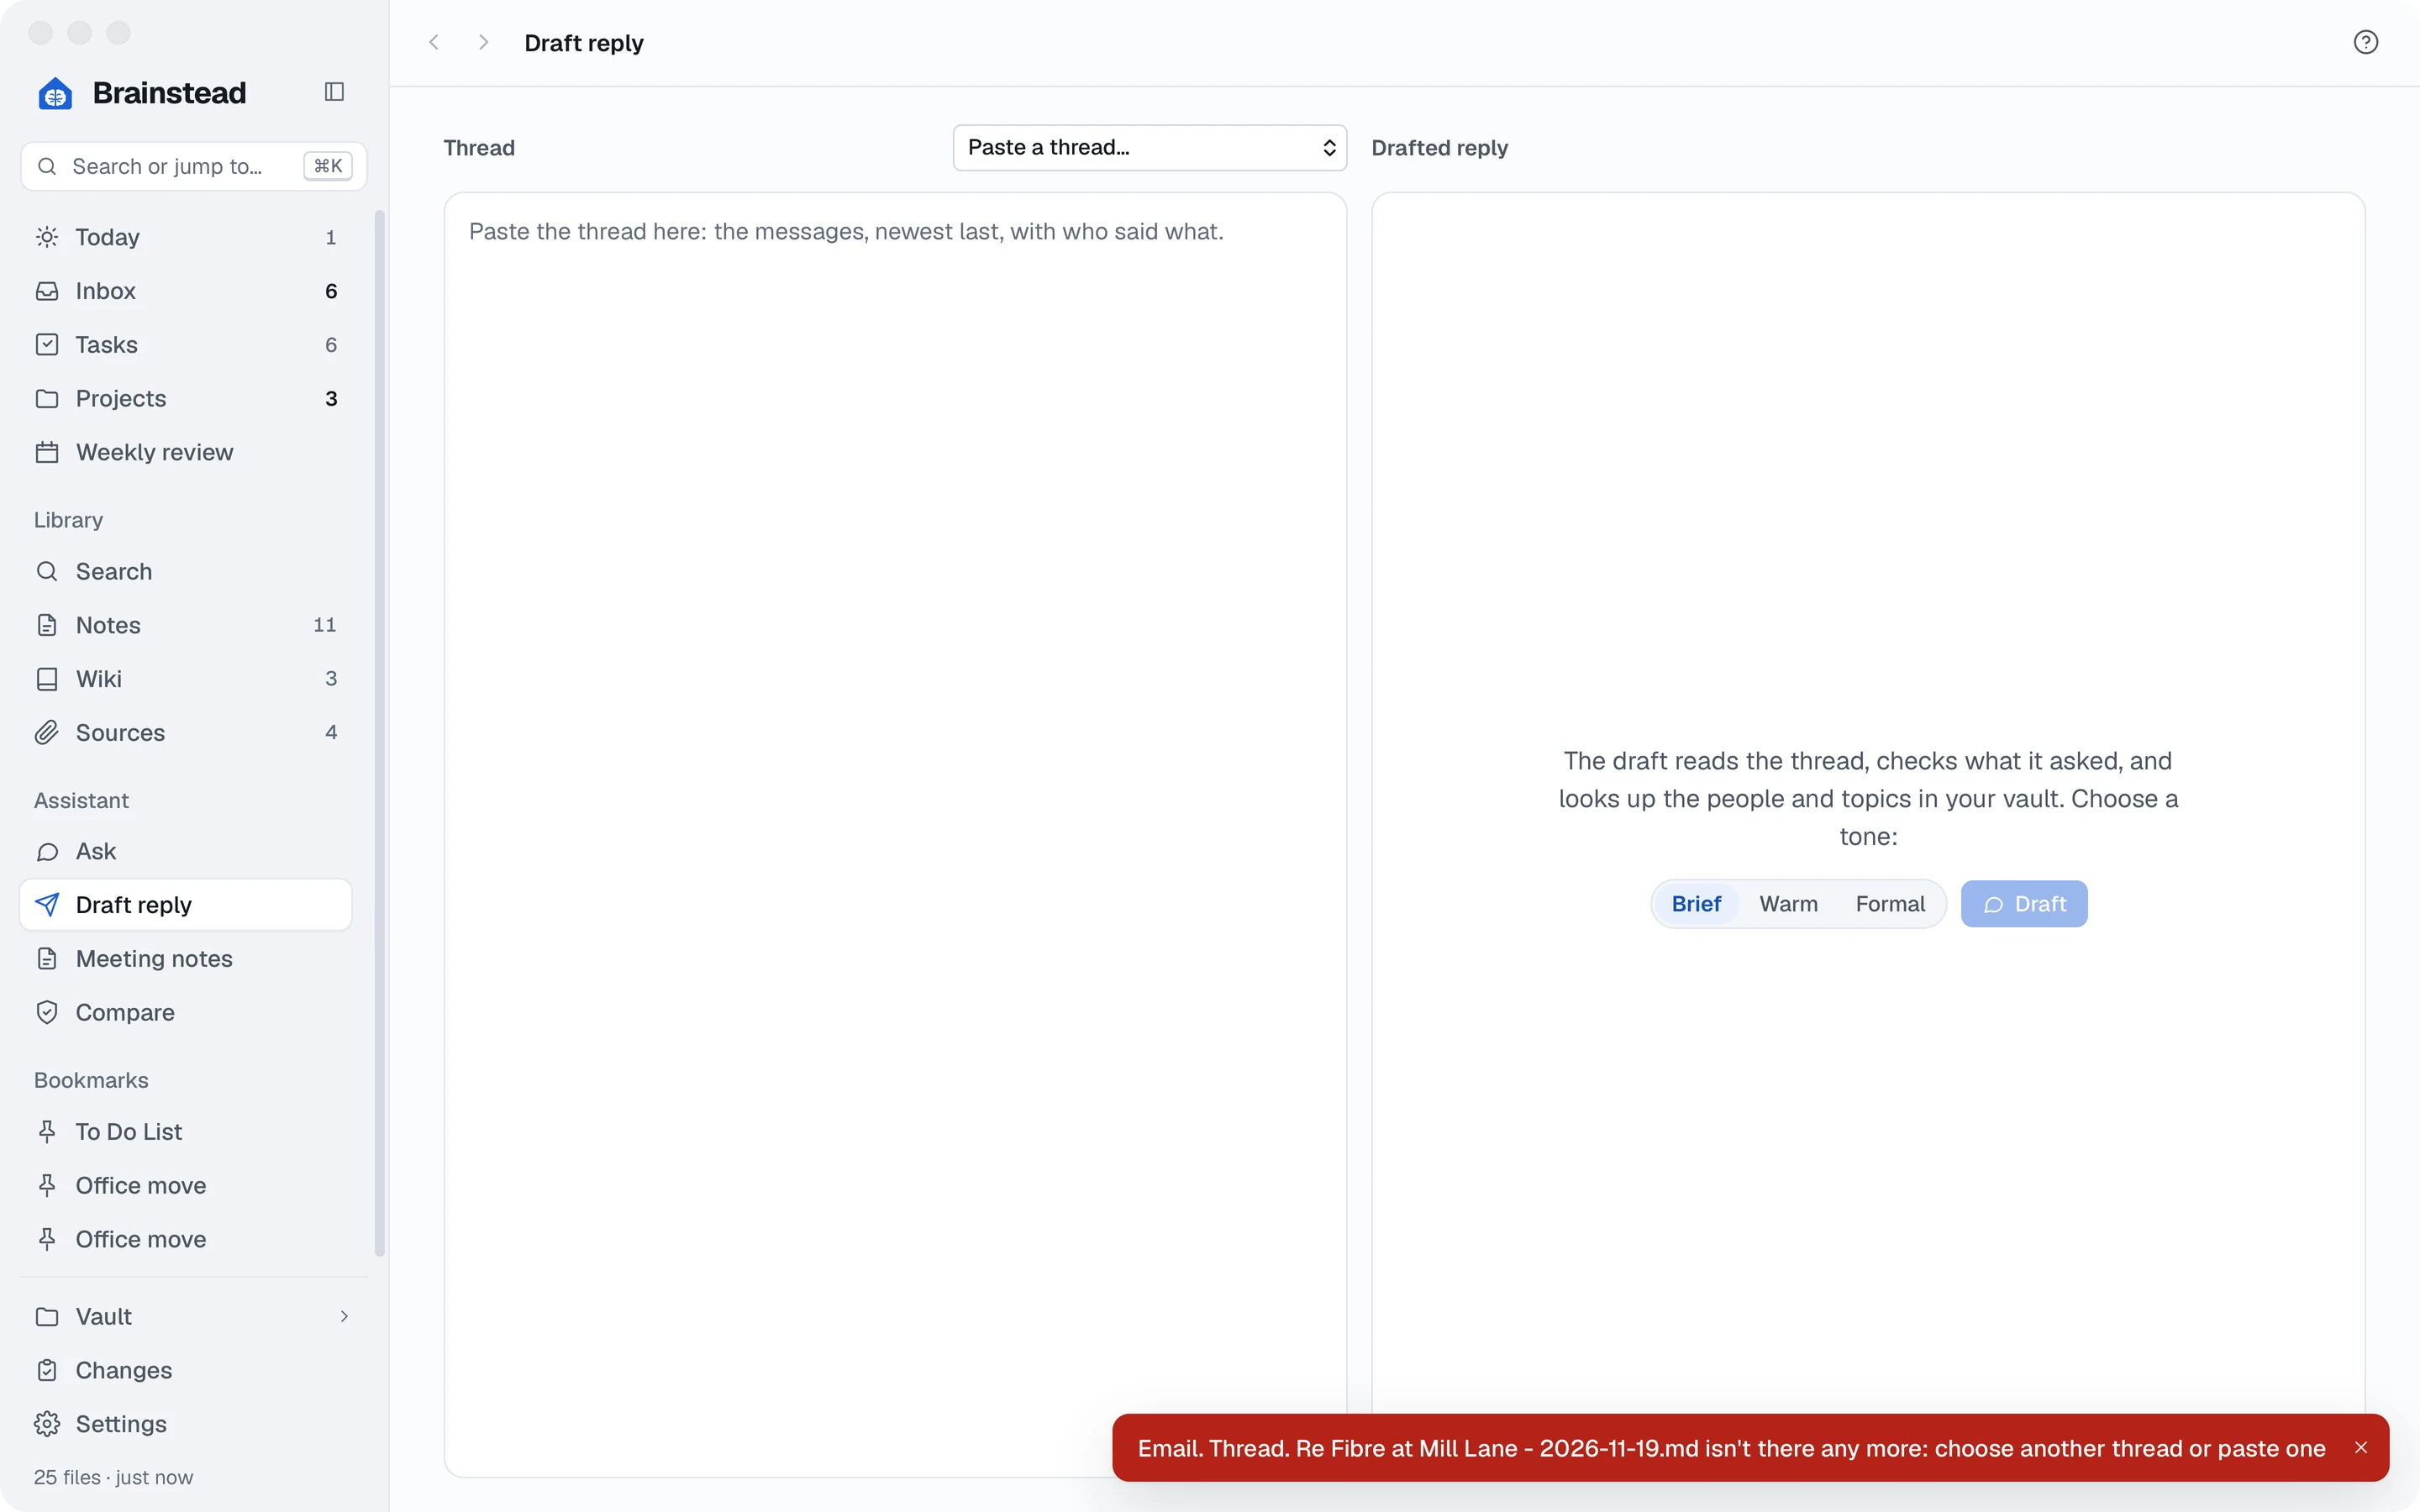 Brainstead
Search or jump to...
⌘K
Today 1
Inbox 6
Tasks 6
Projects 3
Weekly review
Library
Search
Notes 11
Wiki 3
Sources 4
Assistant
Ask
Draft reply
Meeting notes
Compare
Bookmarks
To Do List
Office move
Office move
Vault
Changes
Settings
25 files · just now
Draft reply
Thread
Paste a thread...
Paste the thread here: the messages, newest last, with who said what.
Drafted reply
The draft reads the thread, checks what it asked, and
looks up the people and topics in your vault. Choose a
tone:
Brief Warm Formal Draft
Email. Thread. Re Fibre at Mill Lane - 2026-11-19.md isn't there any more: choose another thread or paste one